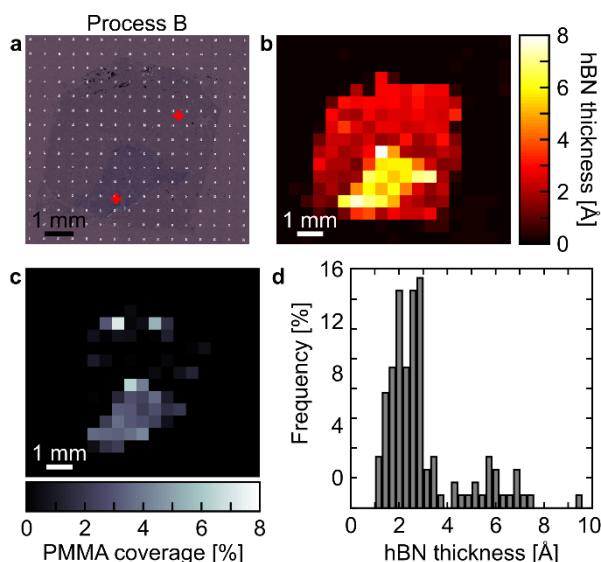 Process B
a
1 mm
b
1 mm
8
6
4
2
0
hBN thickness [Å]
c
1 mm
0 2 4 6 8
PMMA coverage [%]
d
16
12
8
4
0
Frequency [%]
0 2 4 6 8 10
hBN thickness [Å]